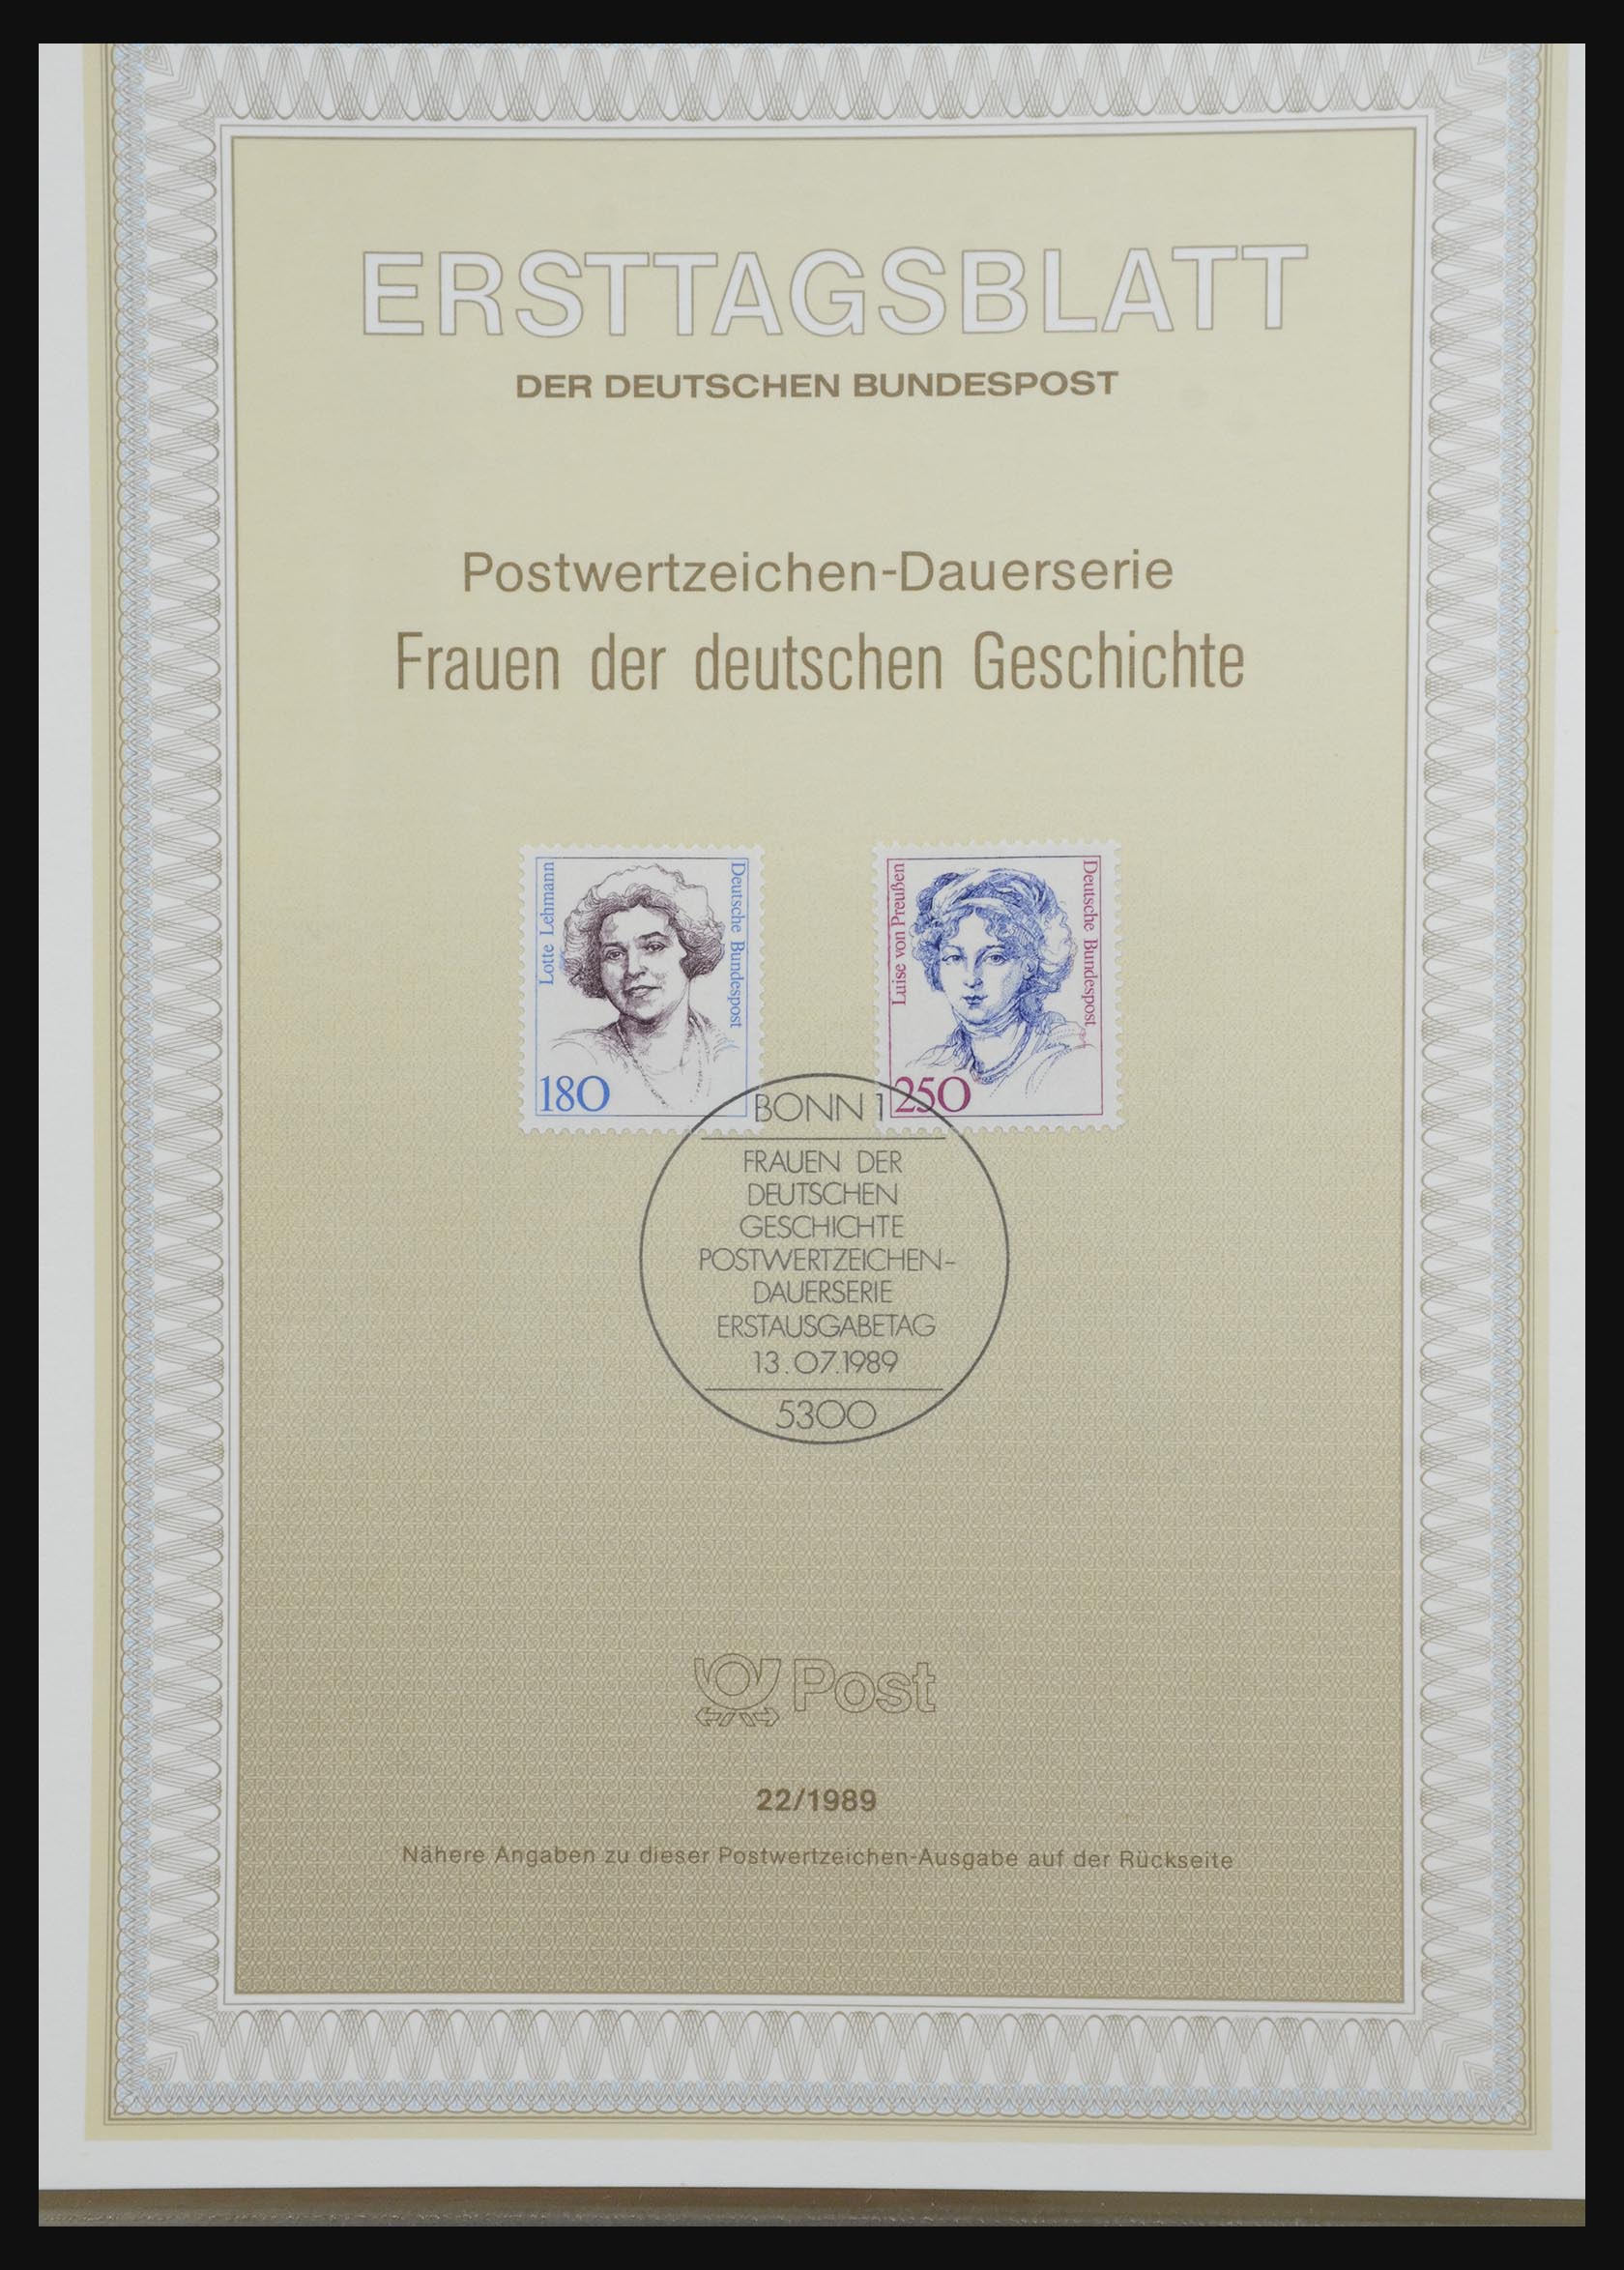 ERSTTAGSBLATT
DER DEUTSCHEN BUNDESPOST
Postwertzeichen-Dauerserie
Frauen der deutschen Geschichte
Lotte Lehmann
Deutsche Bundespost
180
Luise von Preußen
Deutsche Bundespost
250
BONN 1
FRAUEN DER
DEUTSCHEN
GESCHICHTE
POSTWERTZEICHEN-
DAUERSERIE
ERSTAUSGABETAG
13.07.1989
5300
Post
22/1989
Nähere Angaben zu dieser Postwertzeichen-Ausgabe auf der Rückseite